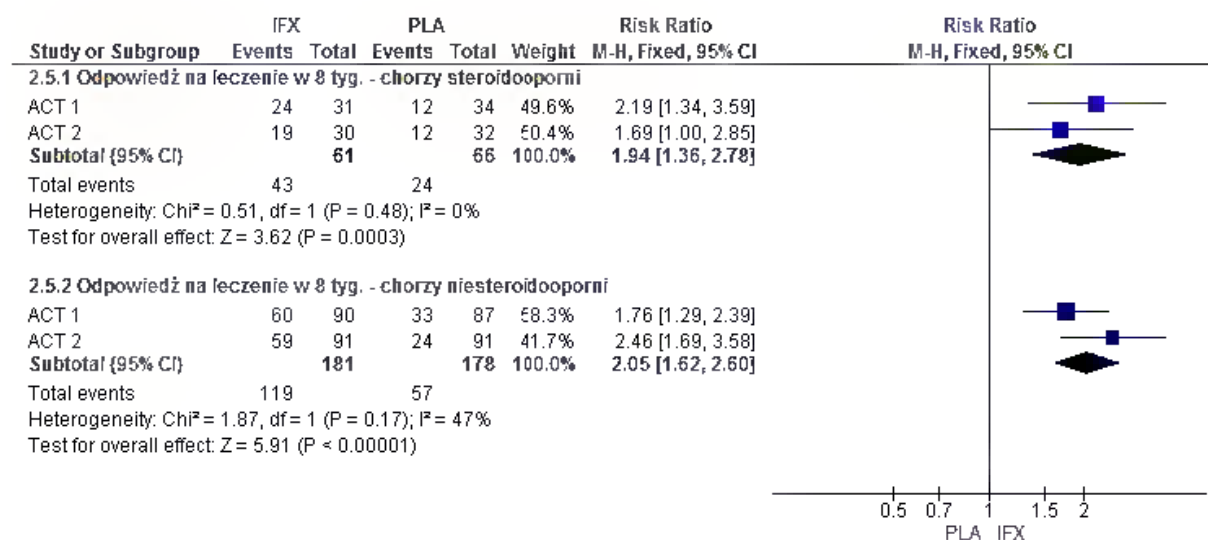 IFX PLA Risk Ratio Risk Ratio
Study or Subgroup Events Total Events Total Weight M-H, Fixed, 95% CI M-H, Fixed, 95% CI
2.5.1 Odpowiedź na leczenie w 8 tyg. - chorzy steroidooporni
ACT 1 24 31 12 34 49.6% 2.19 [1.34, 3.59]
ACT 2 19 30 12 32 50.4% 1.69 [1.00, 2.85]
Subtotal (95% CI) 61 66 100.0% 1.94 [1.36, 2.78]
Total events 43 24
Heterogeneity: Chi² = 0.51, df = 1 (P = 0.48); I² = 0%
Test for overall effect: Z = 3.62 (P = 0.0003)
2.5.2 Odpowiedź na leczenie w 8 tyg. - chorzy niesteroidooporni
ACT 1 60 90 33 87 58.3% 1.76 [1.29, 2.39]
ACT 2 59 91 24 91 41.7% 2.46 [1.69, 3.58]
Subtotal (95% CI) 181 178 100.0% 2.05 [1.62, 2.60]
Total events 119 57
Heterogeneity: Chi² = 1.87, df = 1 (P = 0.17); I² = 47%
Test for overall effect: Z = 5.91 (P < 0.00001)
0.5 0.7 1 1.5 2
PLA IFX